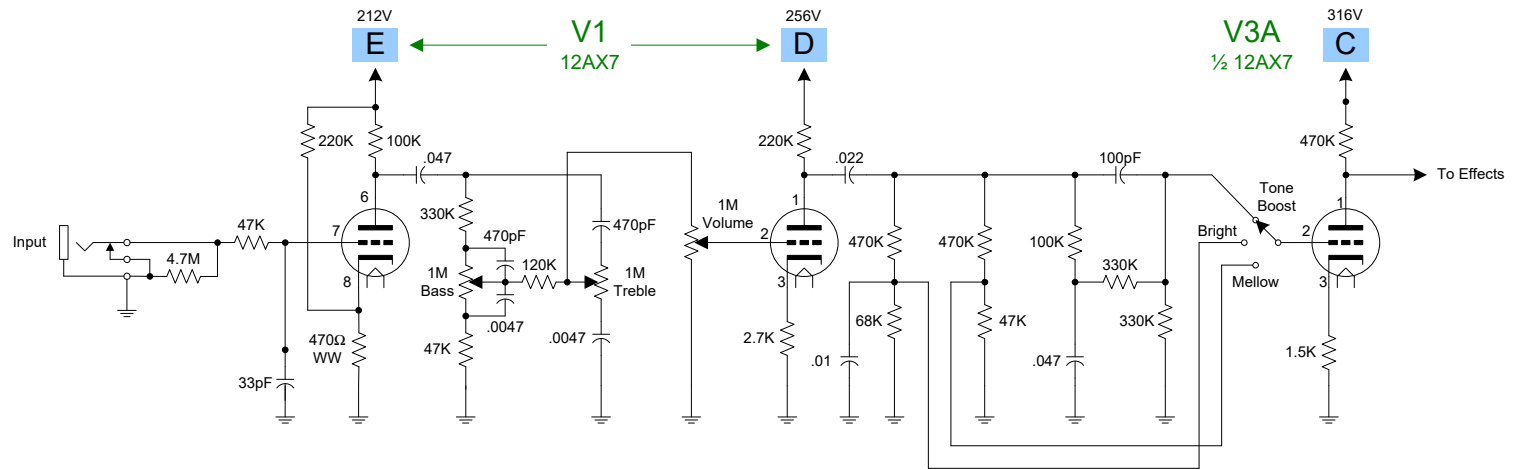 212V
E
V1
12AX7
256V
D
V3A
½ 12AX7
316V
C
220K
100K
.047
6
7
8
Input
47K
4.7M
33pF
470Ω
WW
330K
470pF
1M
Bass
.0047
47K
120K
470pF
1M
Treble
.0047
1M
Volume
220K
1
2
3
2.7K
.022
470K
68K
.01
470K
47K
100pF
100K
330K
330K
.047
Tone
Boost
Bright
Mellow
470K
1
2
3
1.5K
To Effects